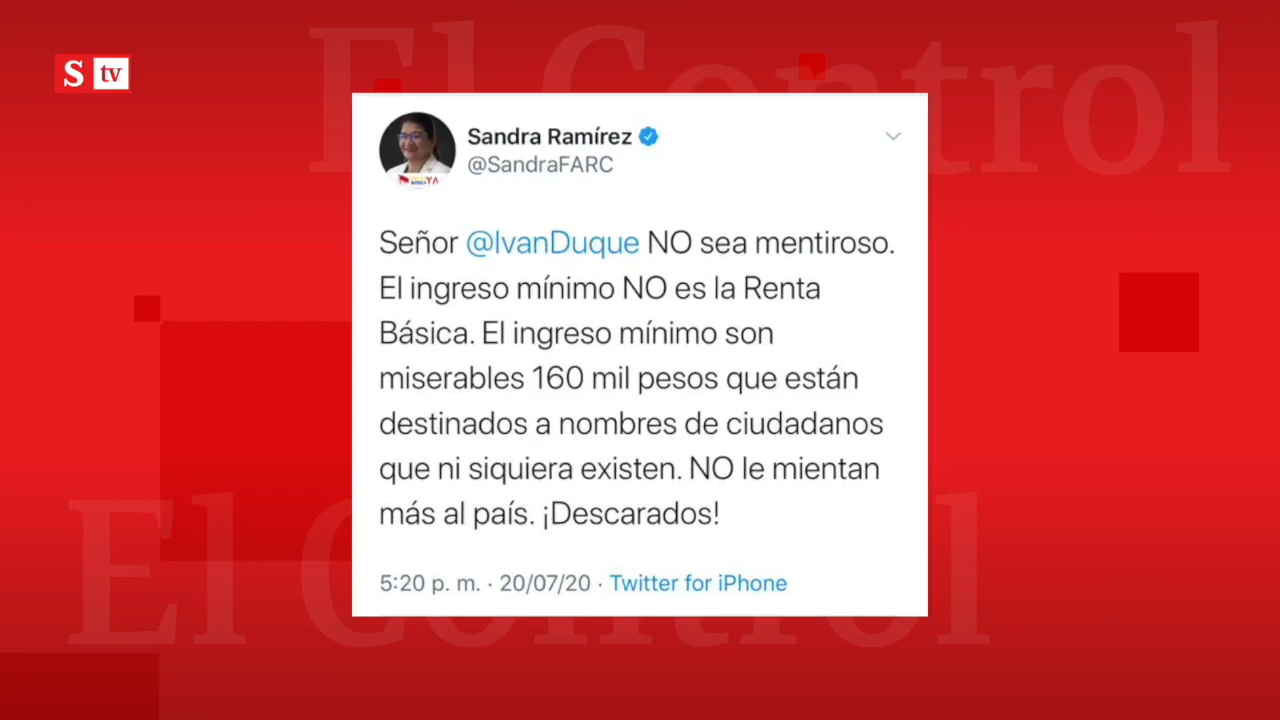 El Control
S tv
Sandra Ramírez
@SandraFARC
Señor @IvanDuque NO sea mentiroso.
El ingreso mínimo NO es la Renta
Básica. El ingreso mínimo son
miserables 160 mil pesos que están
destinados a nombres de ciudadanos
que ni siquiera existen. NO le mientan
más al país. ¡Descarados!
5:20 p. m. · 20/07/20 · Twitter for iPhone
El Control